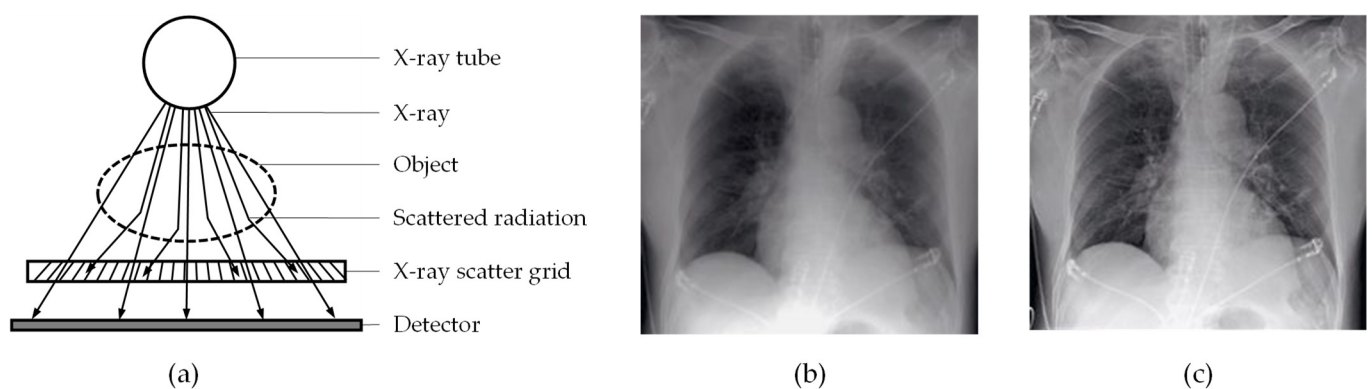 X-ray tube
X-ray
Object
Scattered radiation
X-ray scatter grid
Detector
(a)
(b)
(c)